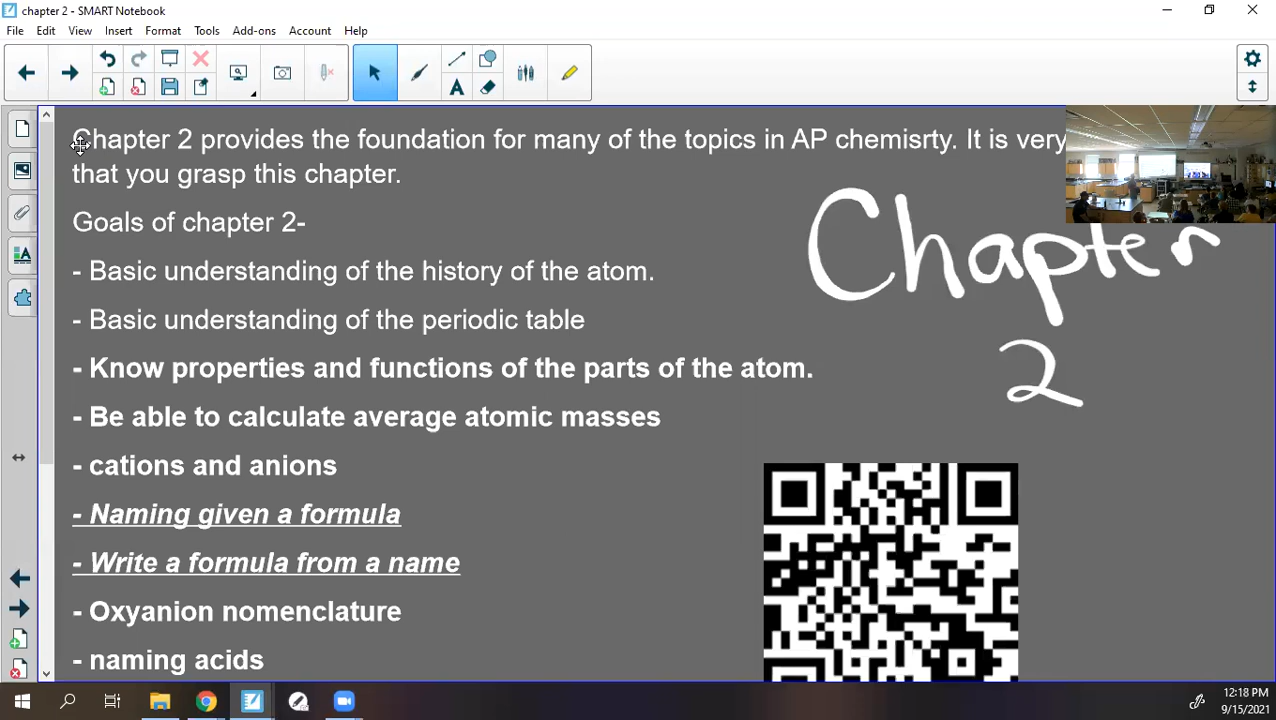 chapter 2 - SMART Notebook
File Edit View Insert Format Tools Add-ons Account Help
Chapter 2 provides the foundation for many of the topics in AP chemisrty. It is very
that you grasp this chapter.
Goals of chapter 2-
- Basic understanding of the history of the atom.
- Basic understanding of the periodic table
- Know properties and functions of the parts of the atom.
- Be able to calculate average atomic masses
- cations and anions
- Naming given a formula
- Write a formula from a name
- Oxyanion nomenclature
- naming acids
Chapter
2
12:18 PM
9/15/2021